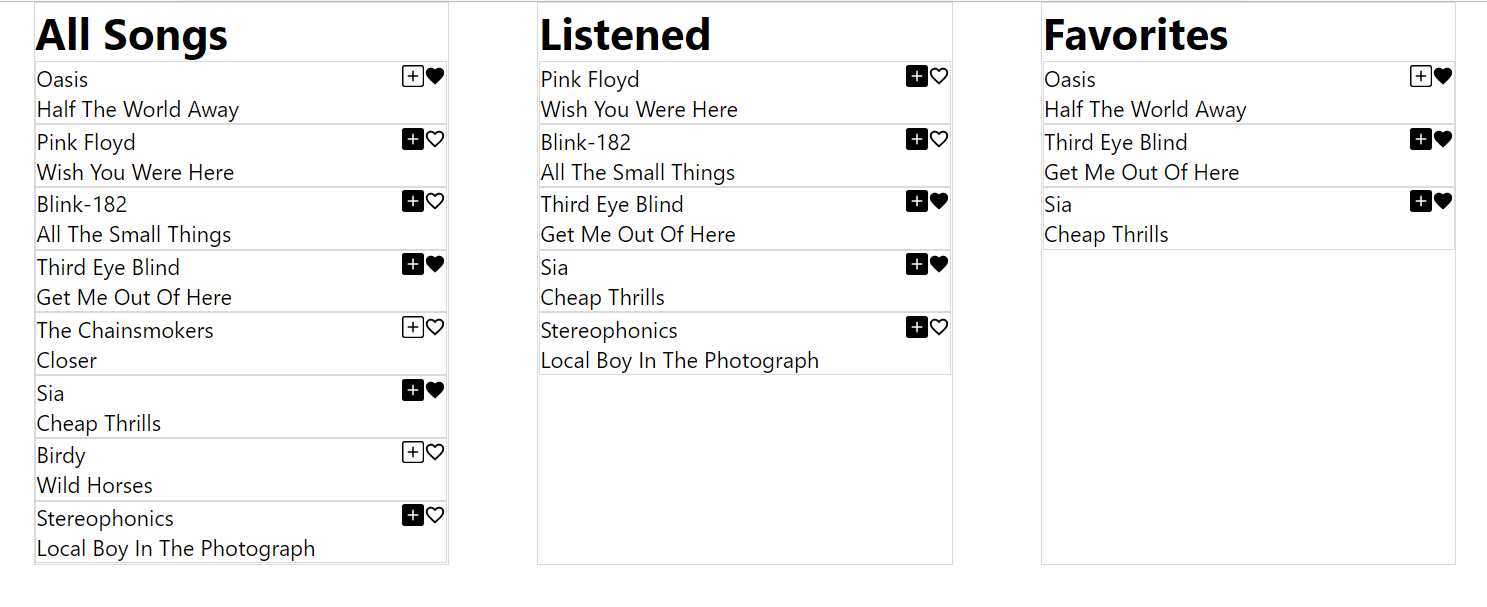 All Songs
Oasis
Half The World Away
Pink Floyd
Wish You Were Here
Blink-182
All The Small Things
Third Eye Blind
Get Me Out Of Here
The Chainsmokers
Closer
Sia
Cheap Thrills
Birdy
Wild Horses
Stereophonics
Local Boy In The Photograph
Listened
Pink Floyd
Wish You Were Here
Blink-182
All The Small Things
Third Eye Blind
Get Me Out Of Here
Sia
Cheap Thrills
Stereophonics
Local Boy In The Photograph
Favorites
Oasis
Half The World Away
Third Eye Blind
Get Me Out Of Here
Sia
Cheap Thrills